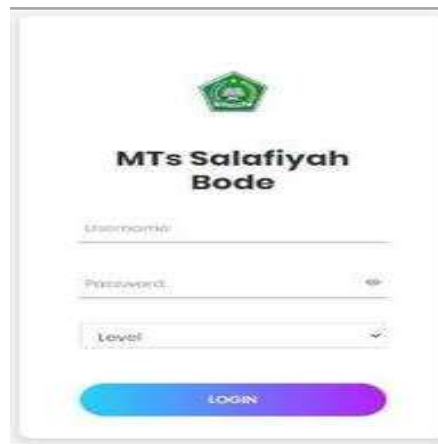 MTs Salafiyah
Bode
Username
Password
Level
LOGIN